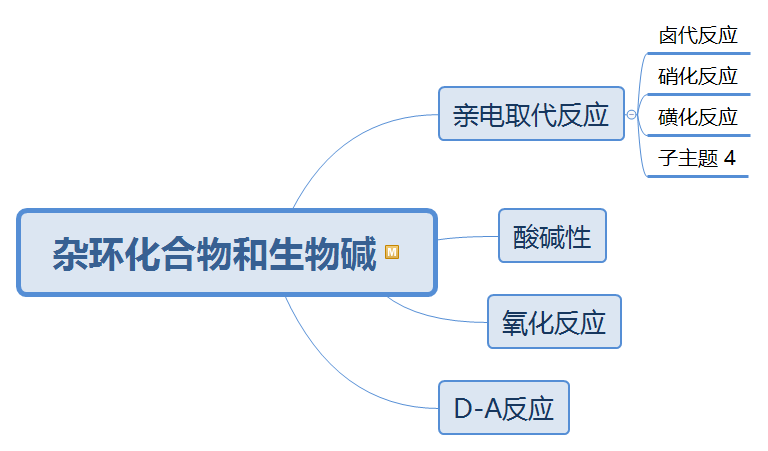 杂环化合物和生物碱
M
亲电取代反应
卤代反应
硝化反应
磺化反应
子主题 4
酸碱性
氧化反应
D-A反应